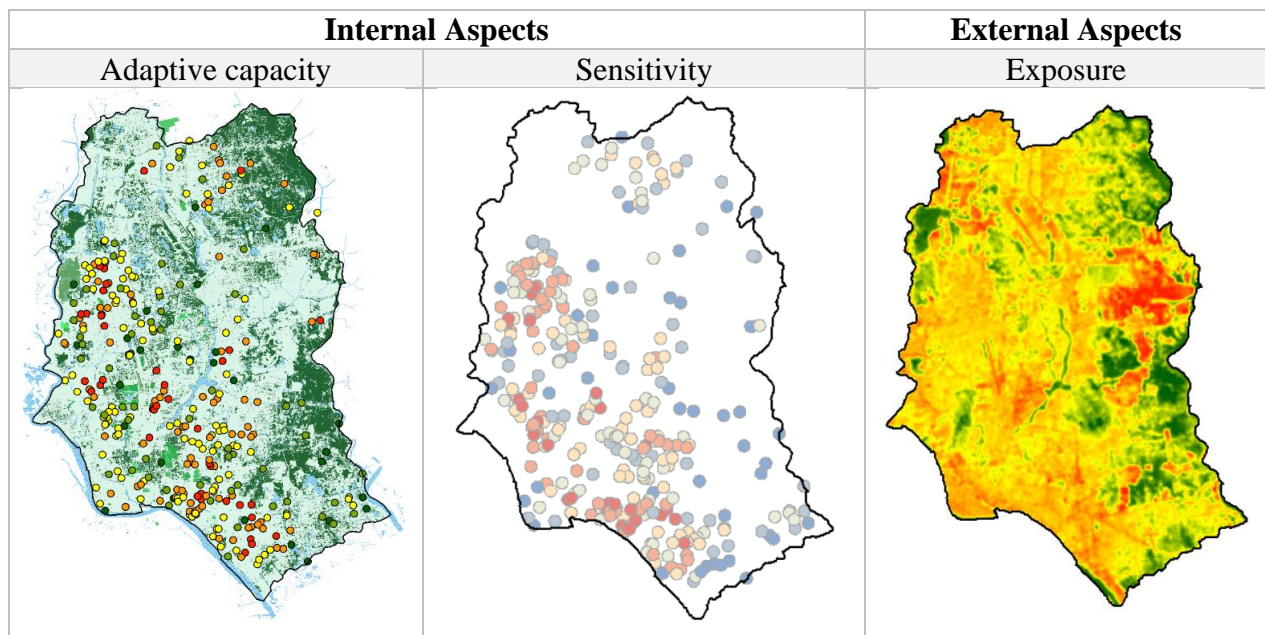 Internal Aspects
External Aspects
Adaptive capacity
Sensitivity
Exposure